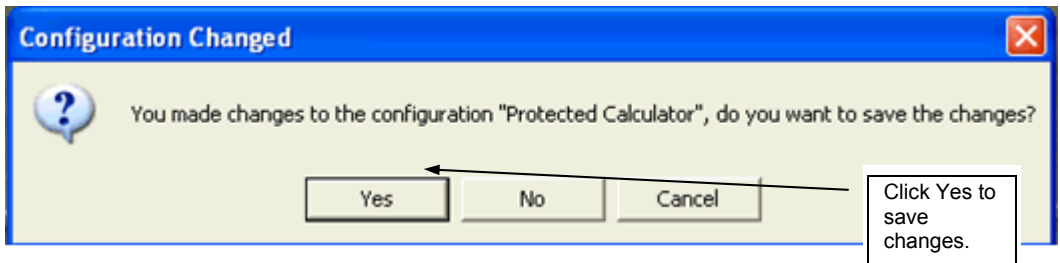 Configuration Changed
You made changes to the configuration "Protected Calculator", do you want to save the changes?
Yes
No
Cancel
Click Yes to
save
changes.